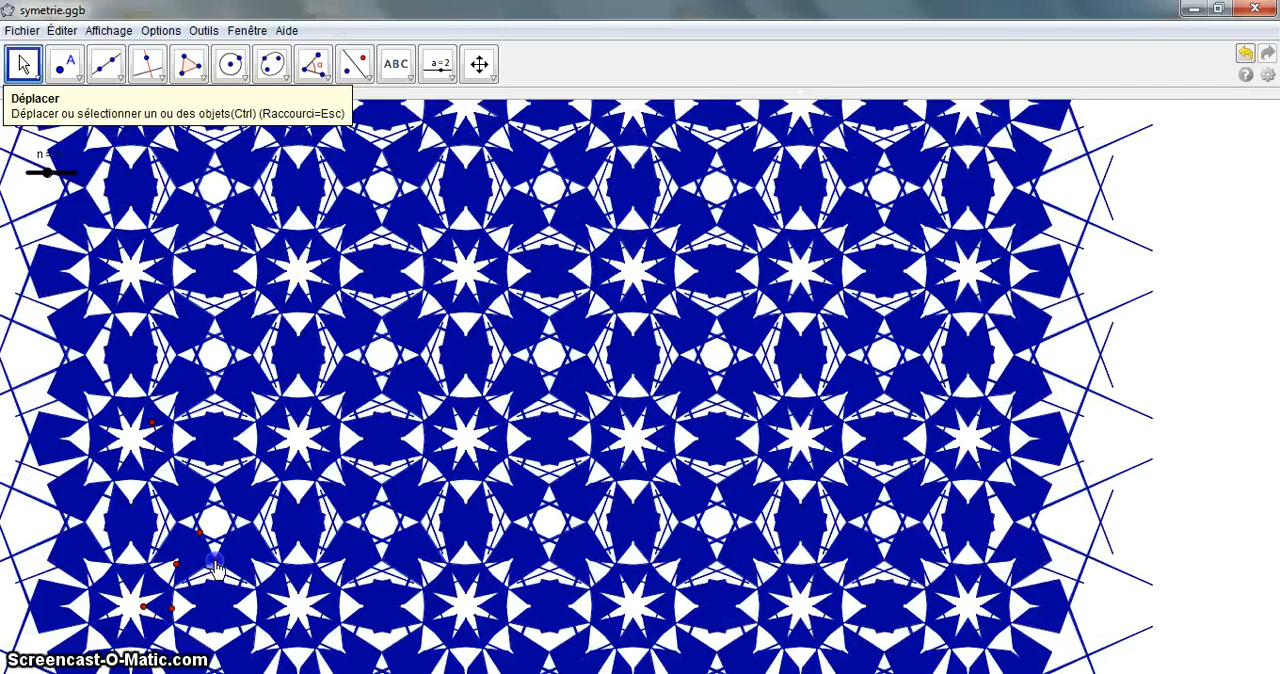 symetrie.ggb
Fichier Éditer Affichage Options Outils Fenêtre Aide
A
α
ABC
a=2
Déplacer
Déplacer ou sélectionner un ou des objets(Ctrl) (Raccourci=Esc)
n =
Screencast-O-Matic.com